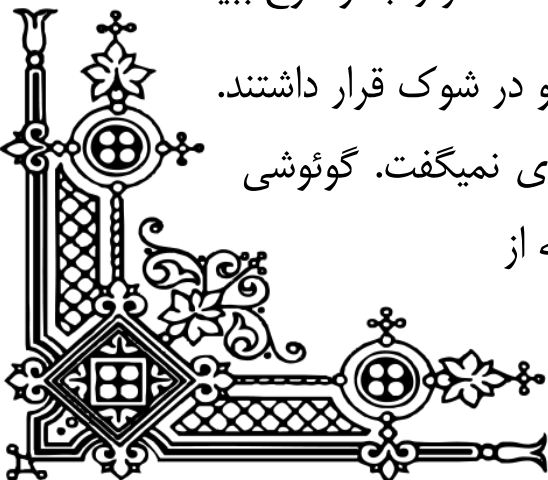 و در شوک قرار داشتند.
ی نمیگفت. گوئوشی
از